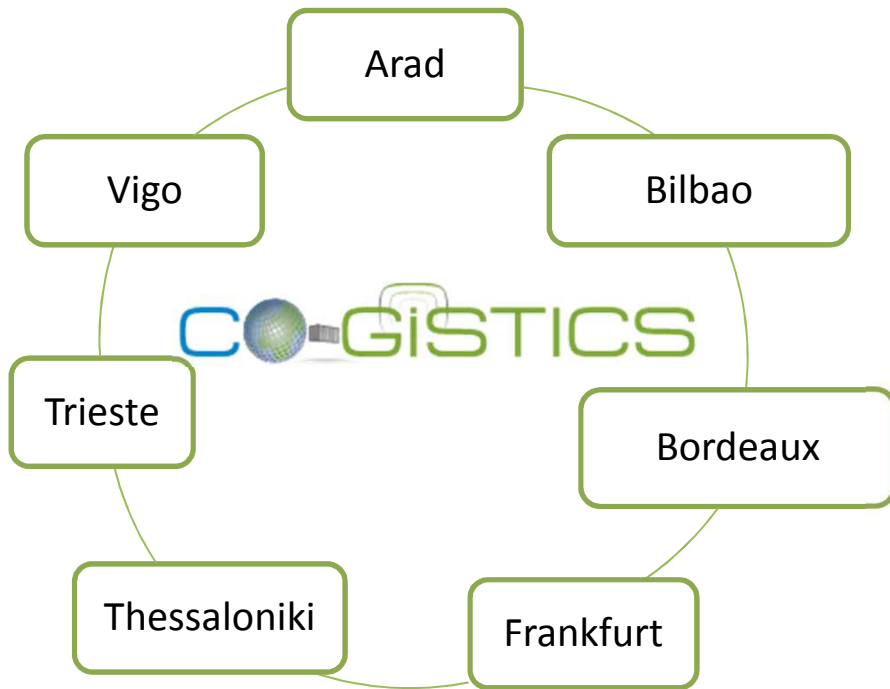 Arad
Vigo
Bilbao
CO-GiSTICS
Trieste
Bordeaux
Thessaloniki
Frankfurt